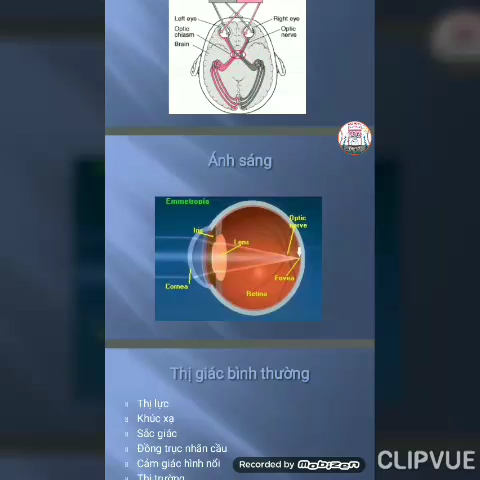 Left eye
Right eye
Optic chiasm
Optic nerve
Brain
Ánh sáng
Emmetropia
Iris
Lens
Optic nerve
Cornea
Fovea
Retina
Thị giác bình thường
Thị lực
Khúc xạ
Sắc giác
Đồng trục nhãn cầu
Cảm giác hình nổi
Thị trường
Recorded by Mobizen
CLIPVUE